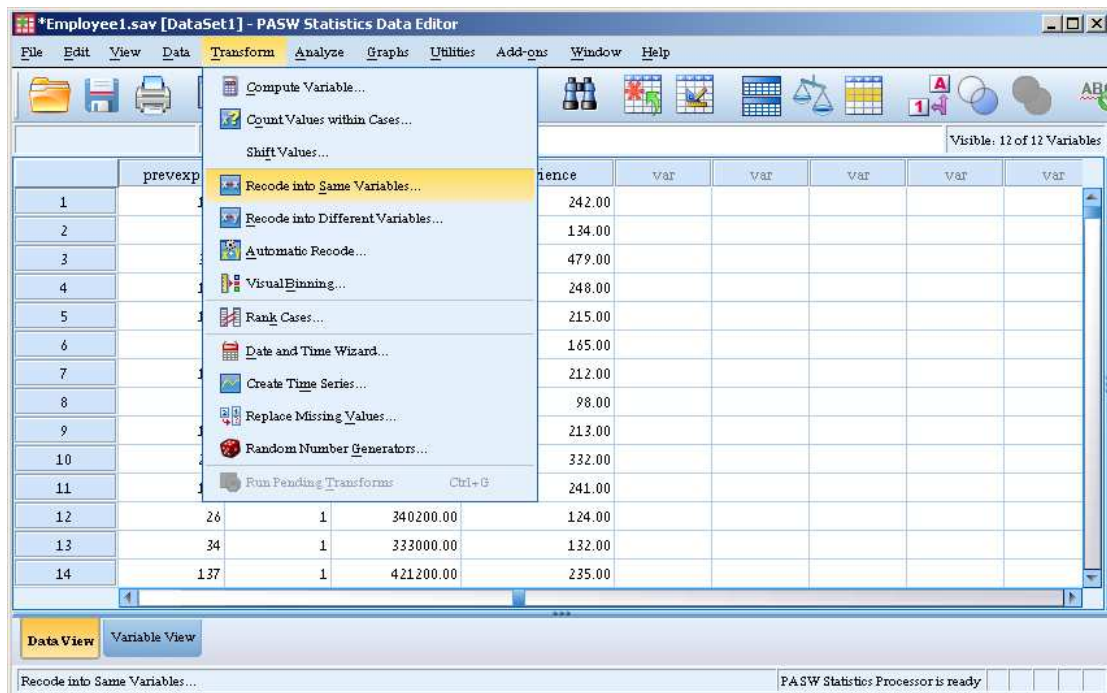 *Employee1.sav [DataSet1] - PASW Statistics Data Editor
File Edit View Data Transform Analyze Graphs Utilities Add-ons Window Help
Compute Variable...
Count Values within Cases...
Shift Values...
Recode into Same Variables...
Recode into Different Variables...
Automatic Recode...
Visual Binning...
Rank Cases...
Date and Time Wizard...
Create Time Series...
Replace Missing Values...
Random Number Generators...
Run Pending Transforms Ctrl+G
A
1
Visible: 12 of 12 Variables
prevexp ience var var var var var
1 242.00
2 134.00
3 479.00
4 248.00
5 215.00
6 165.00
7 212.00
8 98.00
9 213.00
10 332.00
11 241.00
12 26 1 340200.00 124.00
13 34 1 333000.00 132.00
14 137 1 421200.00 235.00
Data View Variable View
Recode into Same Variables... PASW Statistics Processor is ready